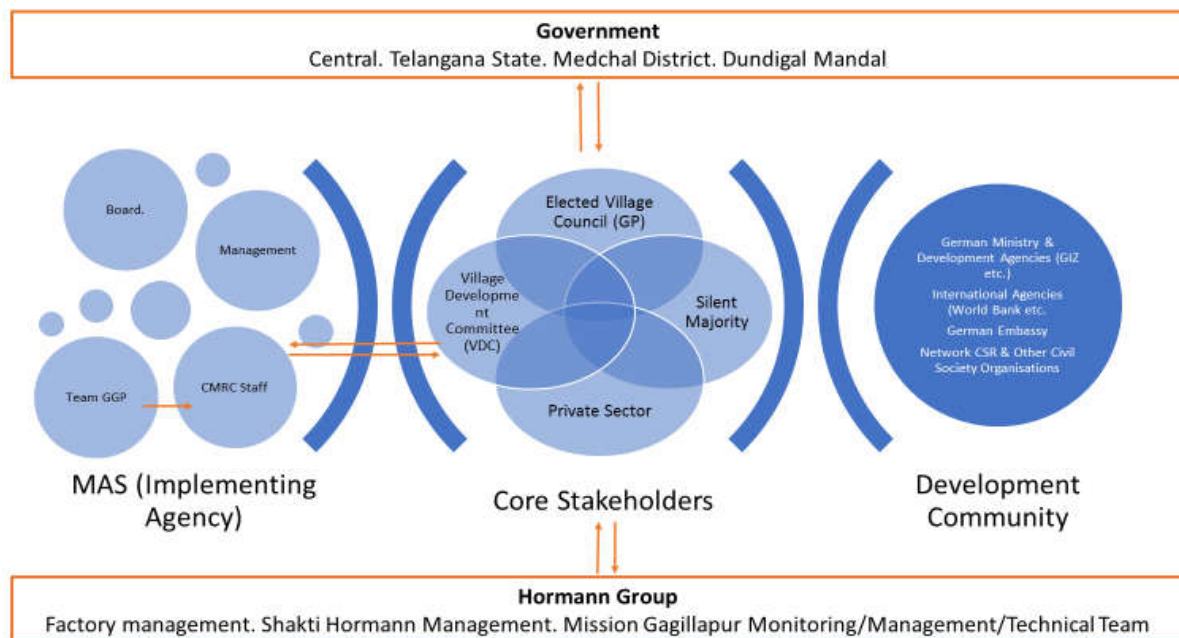 Government
Central. Telangana State. Medchal District. Dundigal Mandal
Board.
Management
Team GGP
CMRC Staff
MAS (Implementing
Agency)
Elected Village
Council (GP)
Village
Developme
nt
Committee
(VDC)
Silent
Majority
Private Sector
Core Stakeholders
German Ministry &
Development Agencies (GIZ
etc.)
International Agencies
(World Bank etc.
German Embassy
Network CSR & Other Civil
Society Organisations
Development
Community
Hormann Group
Factory management. Shakti Hormann Management. Mission Gagillapur Monitoring/Management/Technical Team